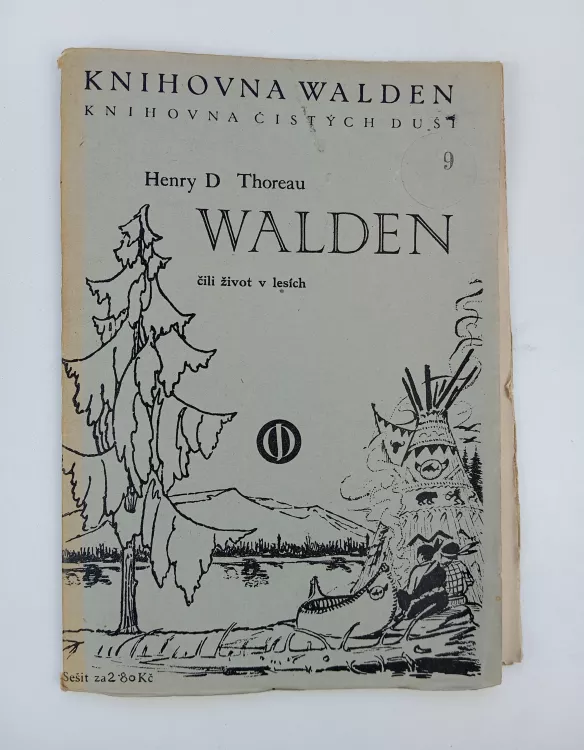 KNIHOVNA WALDEN
KNIHOVNA ČISTÝCH DUŠÍ
9
Henry D Thoreau
WALDEN
čili život v lesích
Sešit za 2·80 Kč